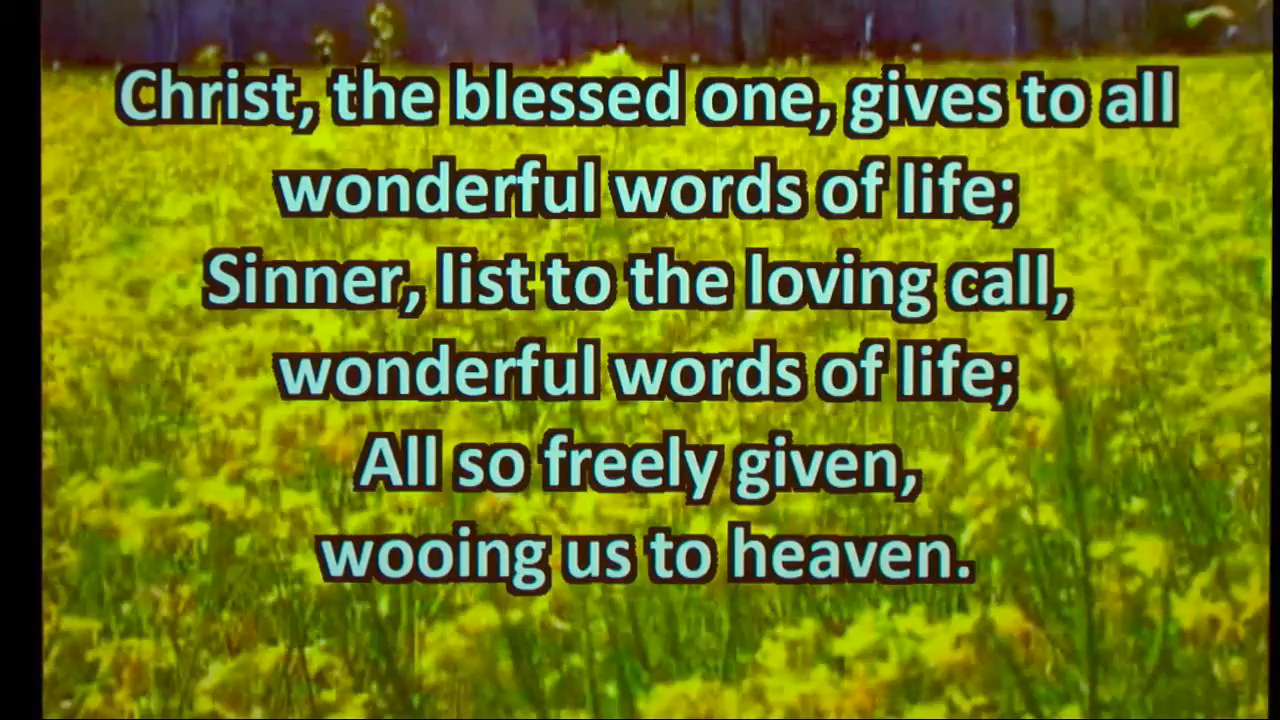 Christ, the blessed one, gives to all
wonderful words of life;
Sinner, list to the loving call,
wonderful words of life;
All so freely given,
wooing us to heaven.